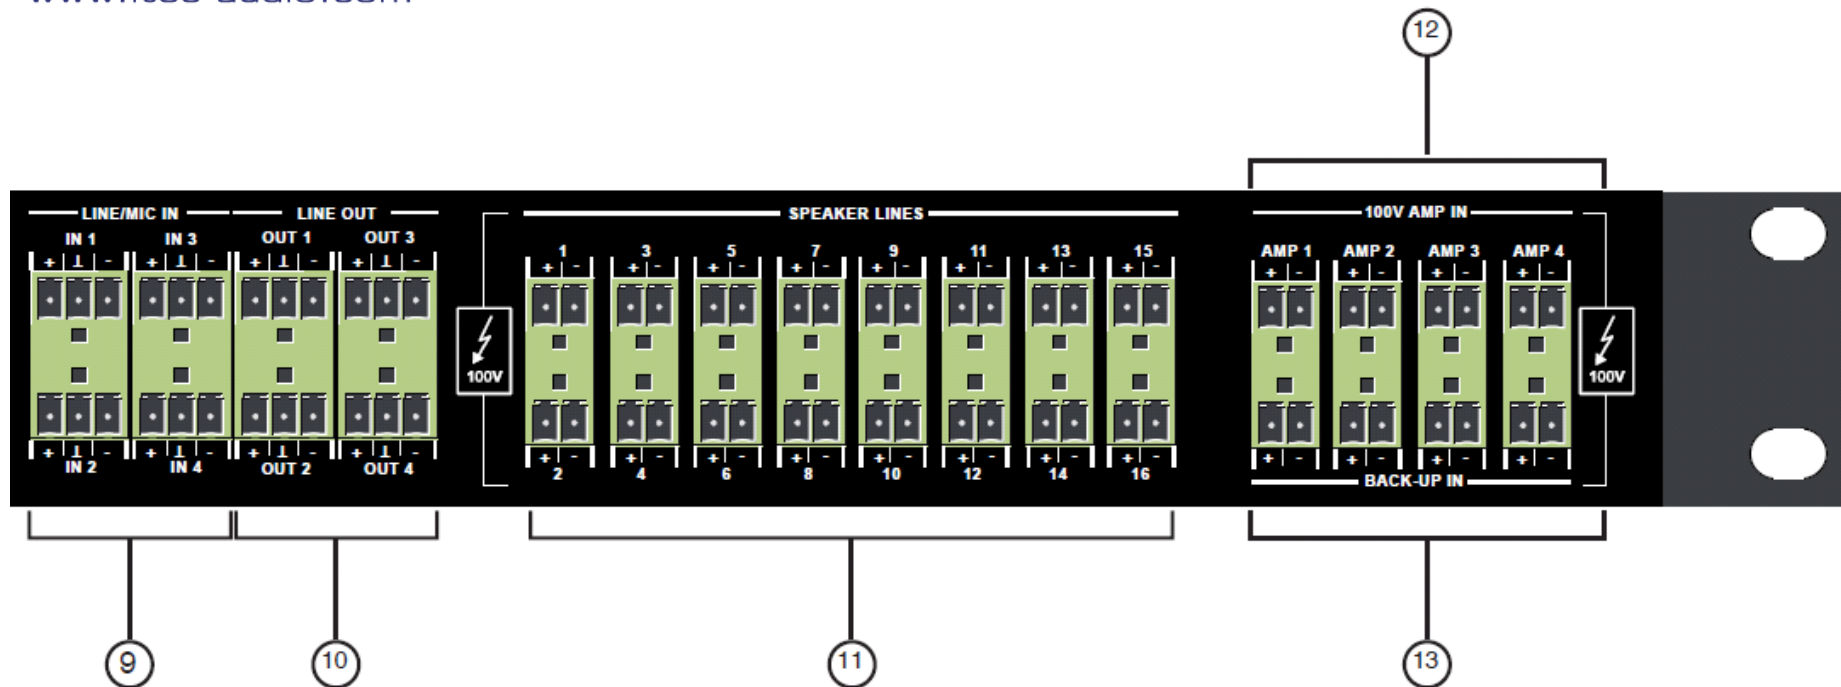 12
LINE/MIC IN LINE OUT SPEAKER LINES 100V AMP IN
IN 1 IN 3 OUT 1 OUT 3 1 3 5 7 9 11 13 15 AMP 1 AMP 2 AMP 3 AMP 4
+ ⊥ - + ⊥ - + ⊥ - + ⊥ - + - + - + - + - + - + - + - + - + - + - + - + -
100V 100V
+ ⊥ - + ⊥ - + ⊥ - + ⊥ - + - + - + - + - + - + - + - + - + - + - + - + -
IN 2 IN 4 OUT 2 OUT 4 2 4 6 8 10 12 14 16 BACK-UP IN
9 10 11 13